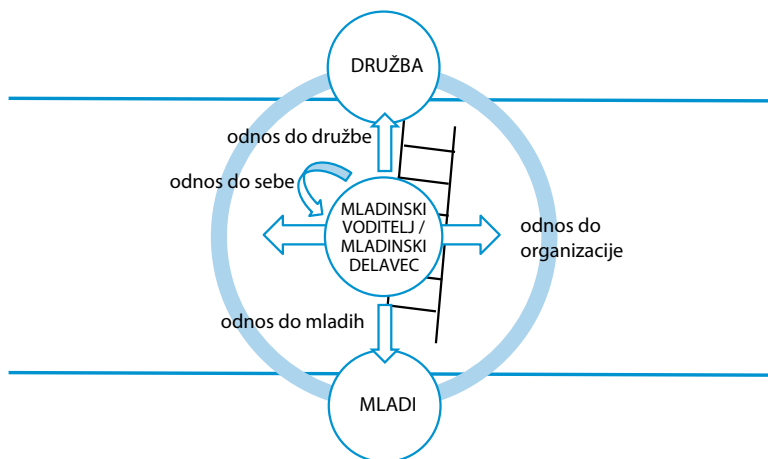 DRUŽBA
odnos do družbe
odnos do sebe
MLADINSKI
VODITELJ /
MLADINSKI
DELAVEC
odnos do
organizacije
odnos do mladih
MLADI